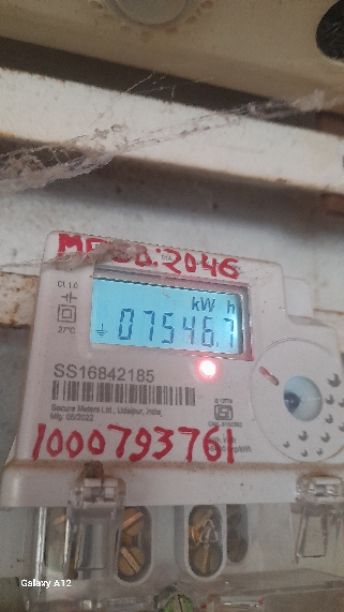 :2046
Cl. 1.0
kW h
07546.7
27°C
SS16842185
Secure Meters Ltd., Udaipur, India
Mfg. 05/2022
1000793761
Galaxy A12